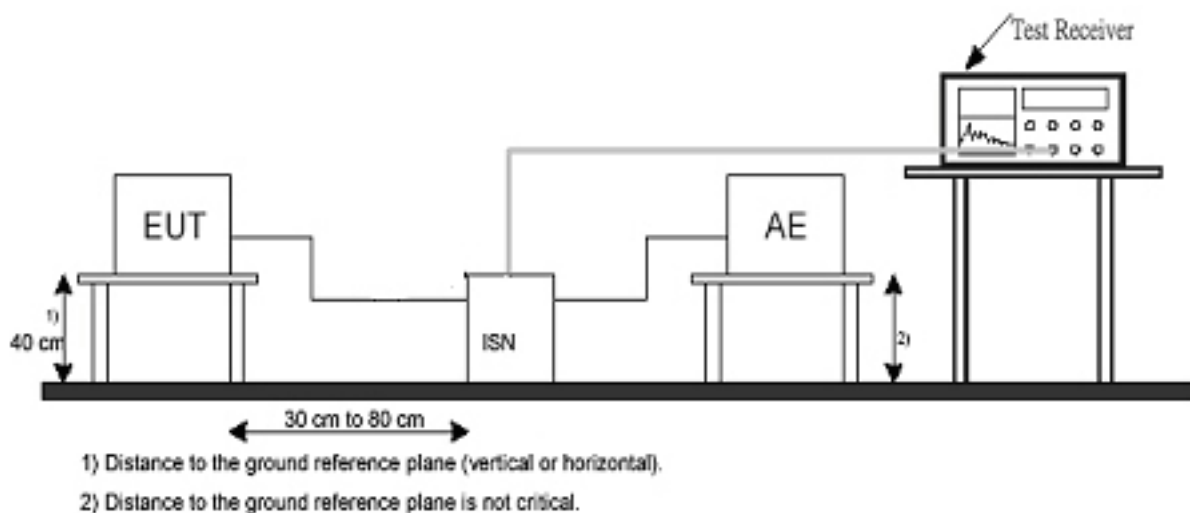 Test Receiver
EUT
AE
1)
40 cm
ISN
2)
30 cm to 80 cm
1) Distance to the ground reference plane (vertical or horizontal).
2) Distance to the ground reference plane is not critical.